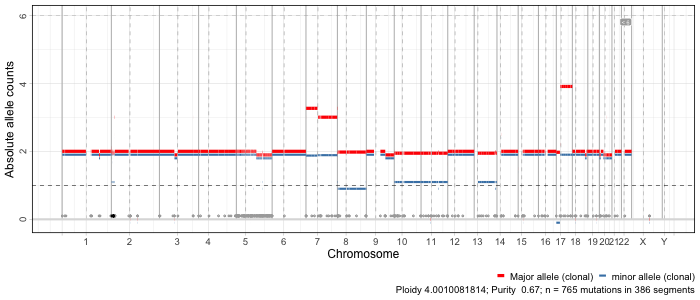 Absolute allele counts
6
4
2
0
1 2 3 4 5 6 7 8 9 10 11 12 13 14 15 16 17 18 19 20 21 22 X Y
Chromosome
Major allele (clonal) minor allele (clonal)
Ploidy 4.0010081814; Purity 0.67; n = 765 mutations in 386 segments